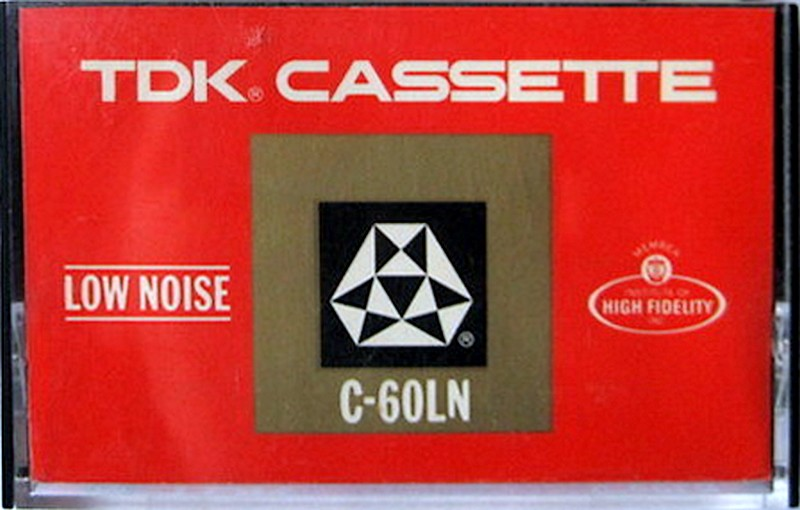 TDK® CASSETTE
LOW NOISE
MEMBER
INSTITUTE OF
HIGH FIDELITY
INC.
®
C-60LN